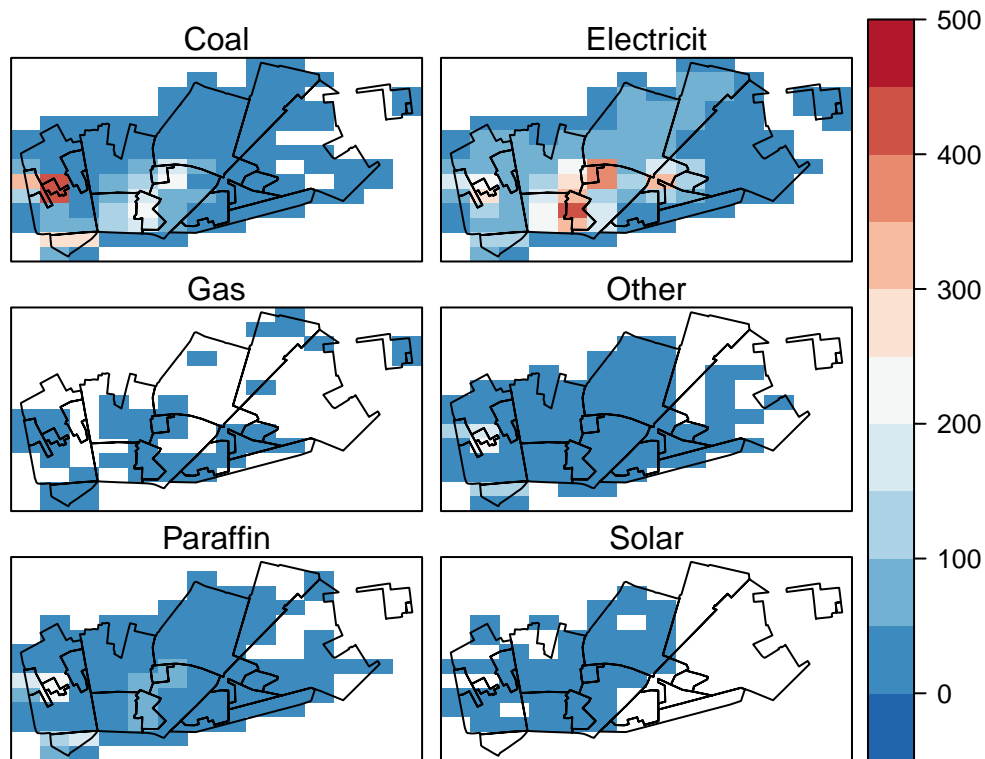 Coal
Electricit
Gas
Other
Paraffin
Solar
500
400
300
200
100
0